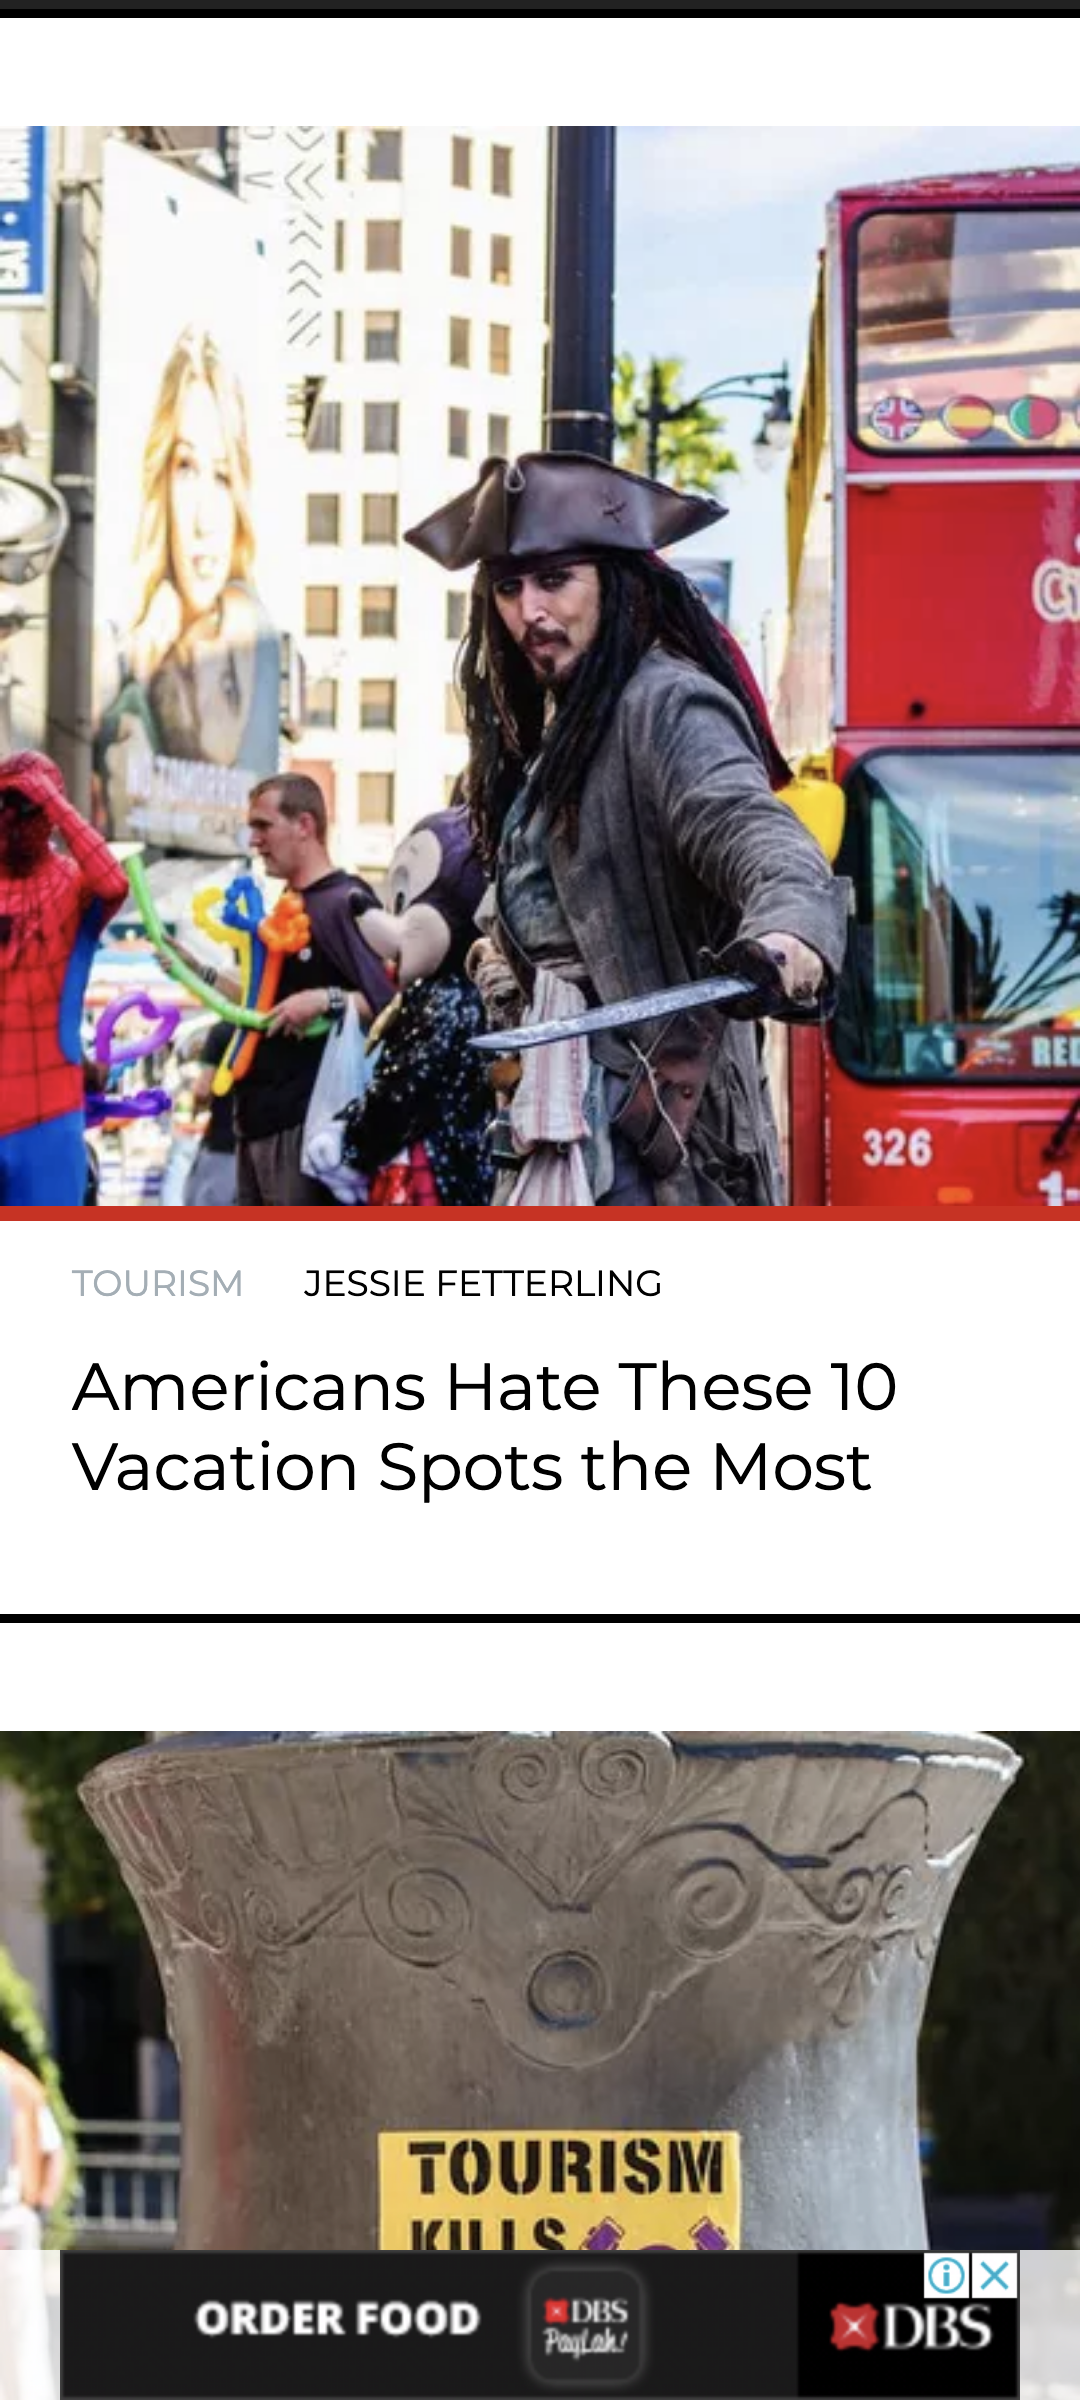 326
RED
TOURISM JESSIE FETTERLING
Americans Hate These 10
Vacation Spots the Most
TOURISM
KILLS
ORDER FOOD
DBS
PayLah!
DBS